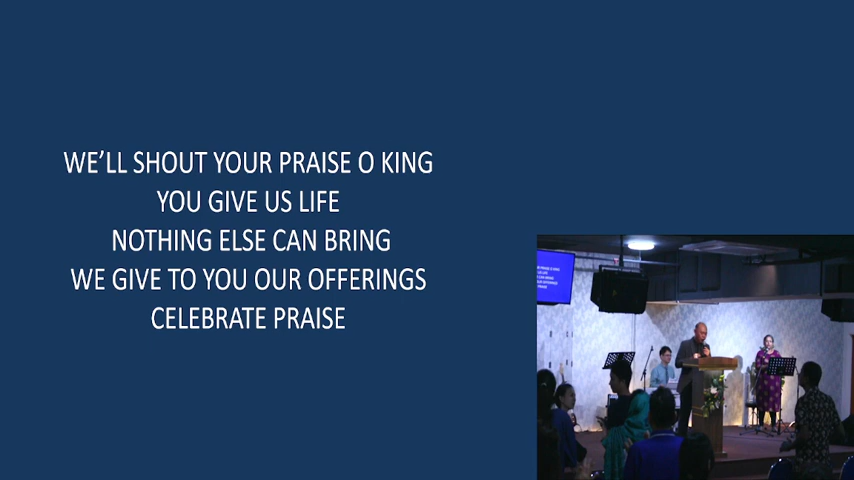 WE'LL SHOUT YOUR PRAISE O KING
YOU GIVE US LIFE
NOTHING ELSE CAN BRING
WE GIVE TO YOU OUR OFFERINGS
CELEBRATE PRAISE